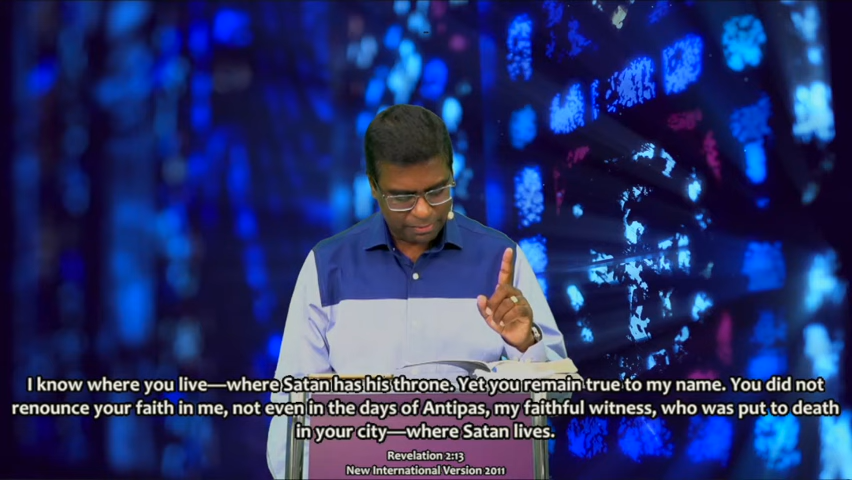 I know where you live—where Satan has his throne. Yet you remain true to my name. You did not
renounce your faith in me, not even in the days of Antipas, my faithful witness, who was put to death
in your city—where Satan lives.
Revelation 2:13
New International Version 2011